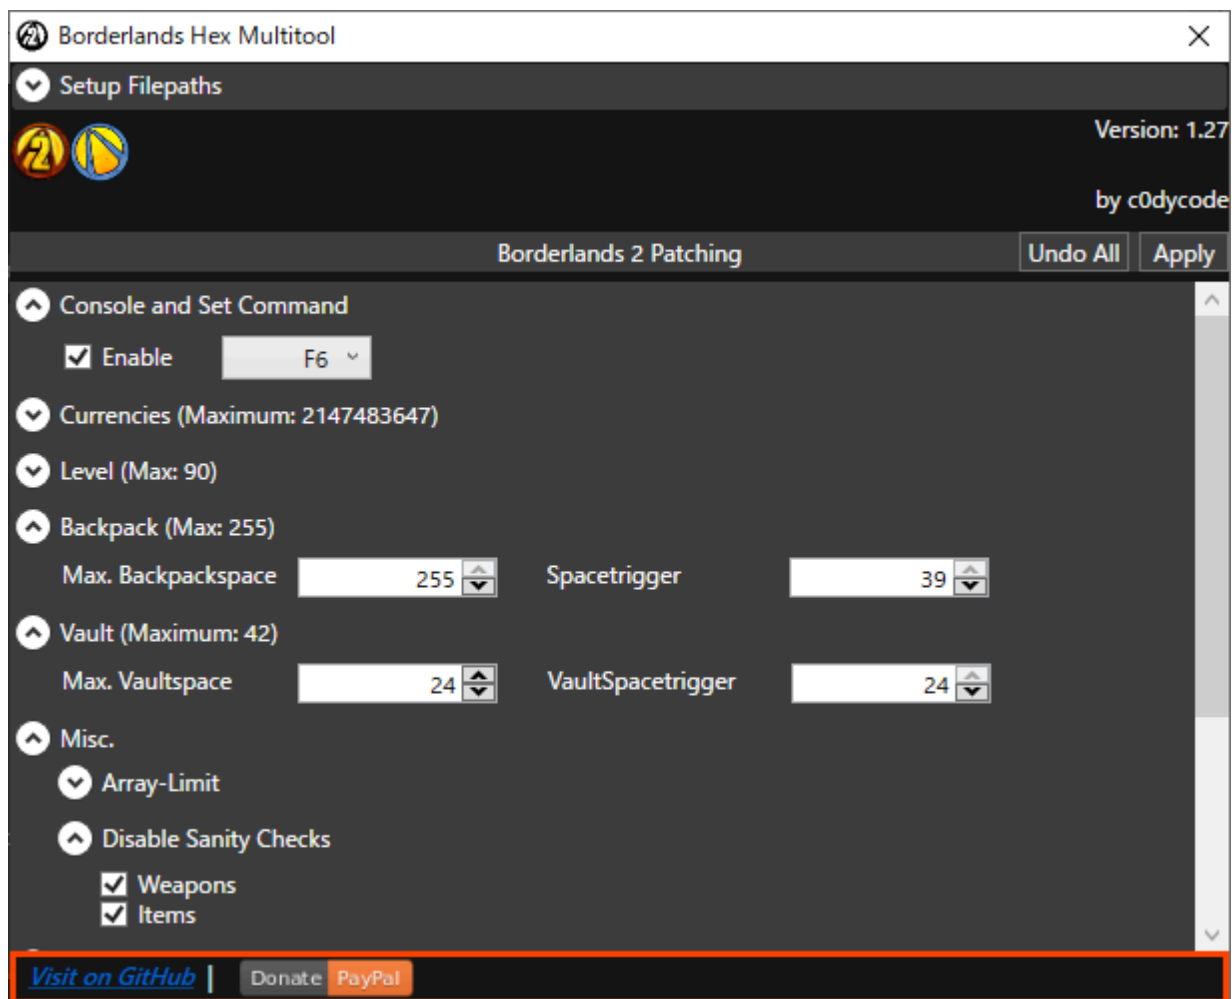 Borderlands Hex Multitool
Setup Filepaths
Version: 1.27
by c0dycode
Borderlands 2 Patching Undo All Apply
Console and Set Command
Enable F6
Currencies (Maximum: 2147483647)
Level (Max: 90)
Backpack (Max: 255)
Max. Backpackspace 255 Spacetrigger 39
Vault (Maximum: 42)
Max. Vaultspace 24 VaultSpacetrigger 24
Misc.
Array-Limit
Disable Sanity Checks
Weapons
Items
Visit on GitHub | Donate PayPal